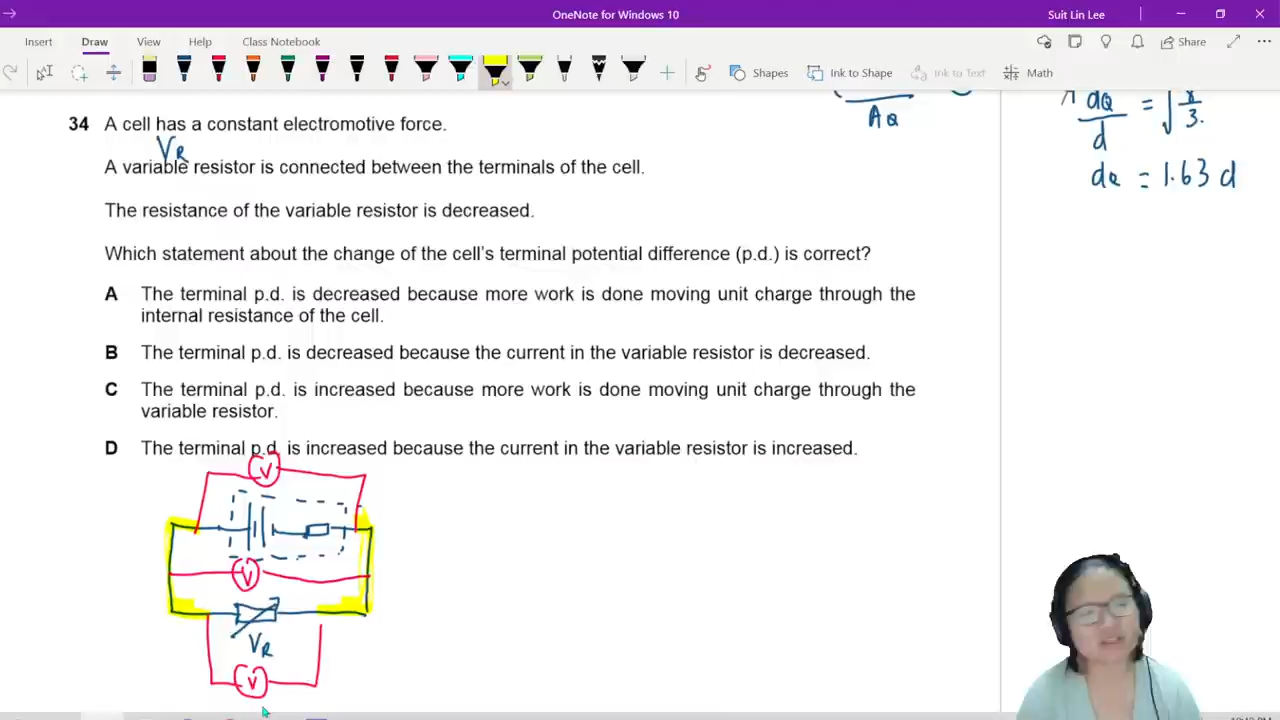 OneNote for Windows 10
Suit Lin Lee
Insert Draw View Help Class Notebook
Share
Shapes Ink to Shape Ink to Text Math
34 A cell has a constant electromotive force.
VR
A variable resistor is connected between the terminals of the cell.
The resistance of the variable resistor is decreased.
Which statement about the change of the cell's terminal potential difference (p.d.) is correct?
A The terminal p.d. is decreased because more work is done moving unit charge through the
internal resistance of the cell.
B The terminal p.d. is decreased because the current in the variable resistor is decreased.
C The terminal p.d. is increased because more work is done moving unit charge through the
variable resistor.
D The terminal p.d. is increased because the current in the variable resistor is increased.
V
V
VR
V
AQ
dQ
d
= √
3.
dQ = 1.63 d